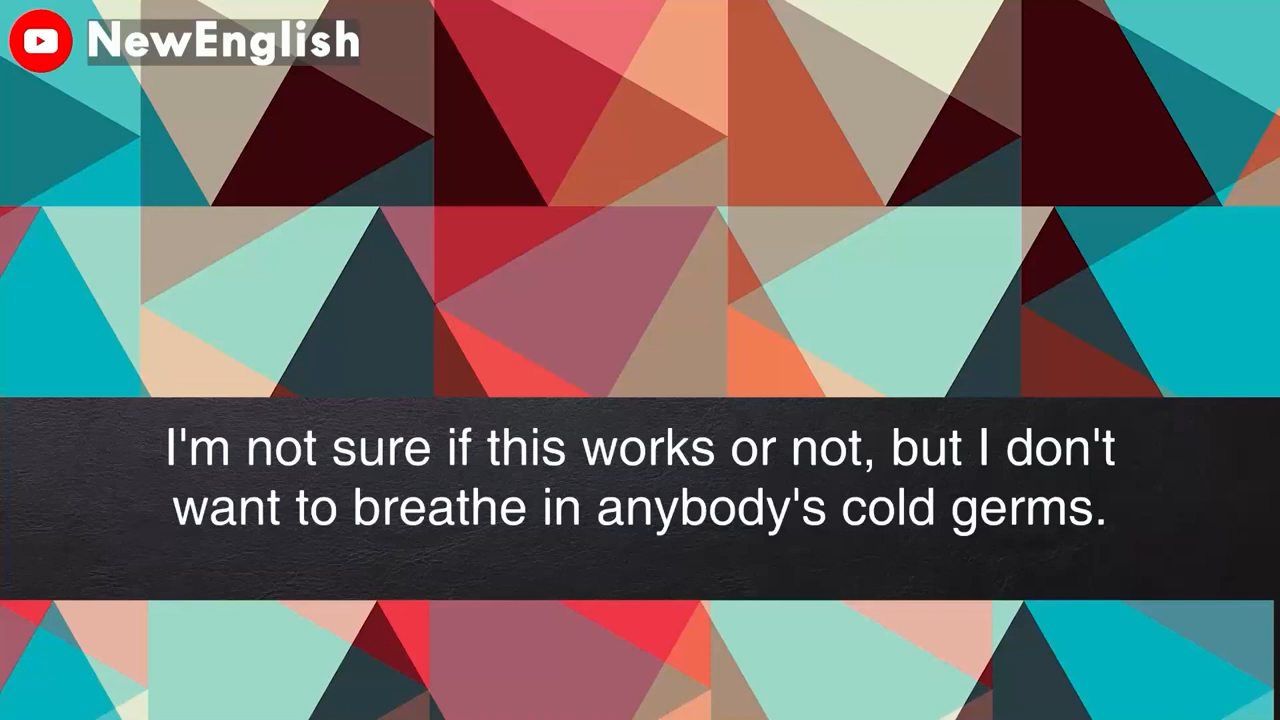 NewEnglish
I'm not sure if this works or not, but I don't
want to breathe in anybody's cold germs.